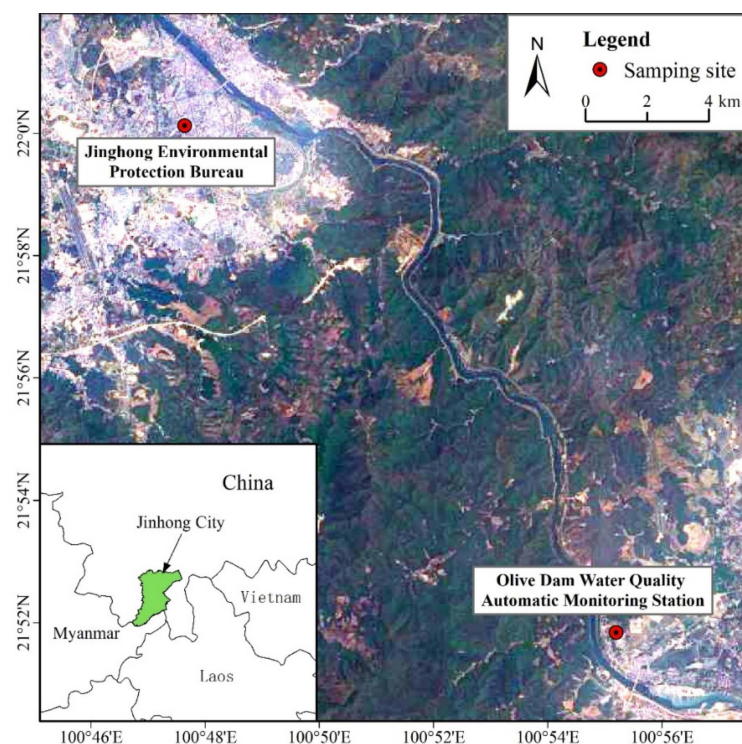 N
Legend
Samping site
0 2 4 km
22°0'N
Jinghong Environmental
Protection Bureau
21°58'N
21°56'N
21°54'N
21°52'N
China
Jinhong City
Vietnam
Myanmar
Laos
Olive Dam Water Quality
Automatic Monitoring Station
100°46'E 100°48'E 100°50'E 100°52'E 100°54'E 100°56'E